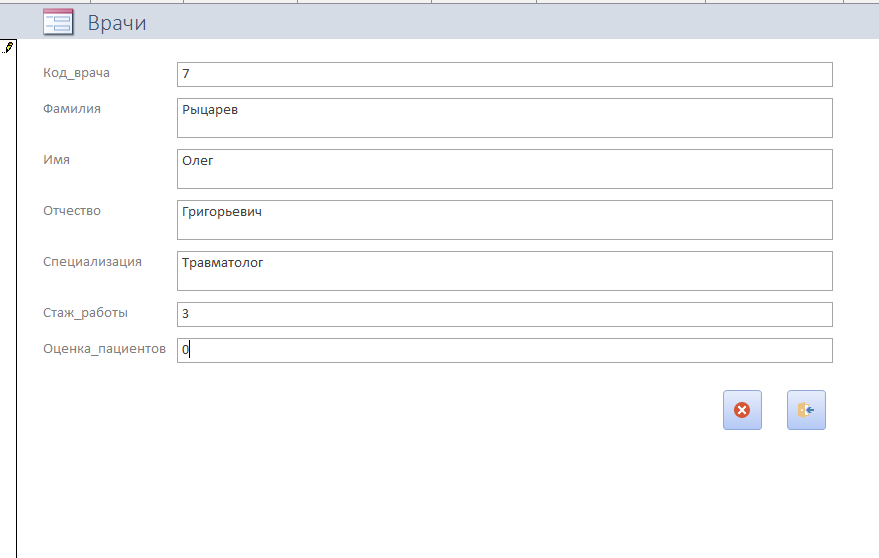 Врачи
Код_врача 7
Фамилия Рыцарев
Имя Олег
Отчество Григорьевич
Специализация Травматолог
Стаж_работы 3
Оценка_пациентов 0